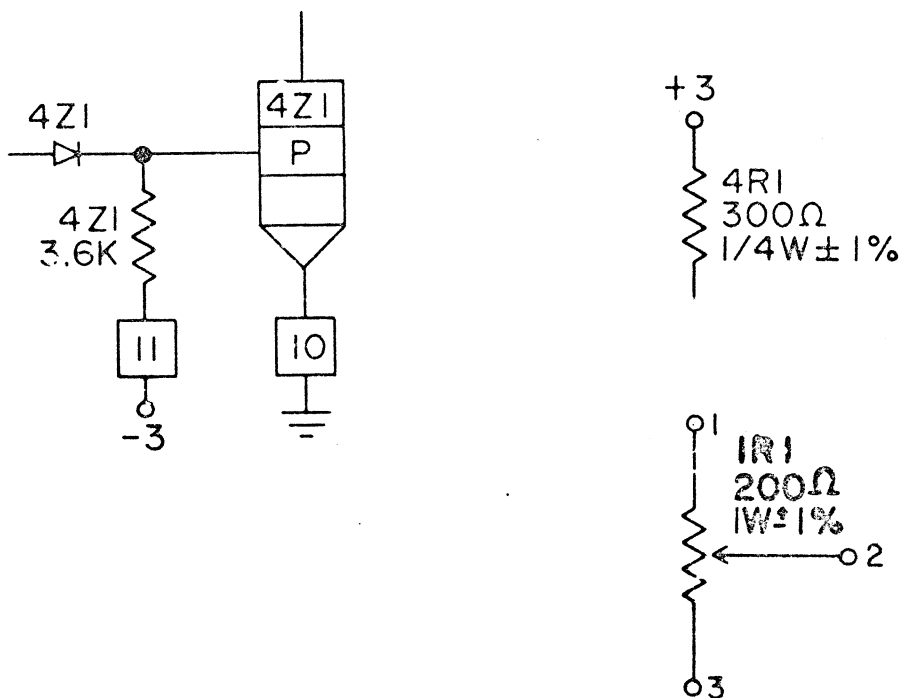 4Z1
4Z1
P
4Z1
3.6K
11
-3
10
+3
4R1
300Ω
1/4W ± 1%
1
1R1
200Ω
1W ± 1%
2
3